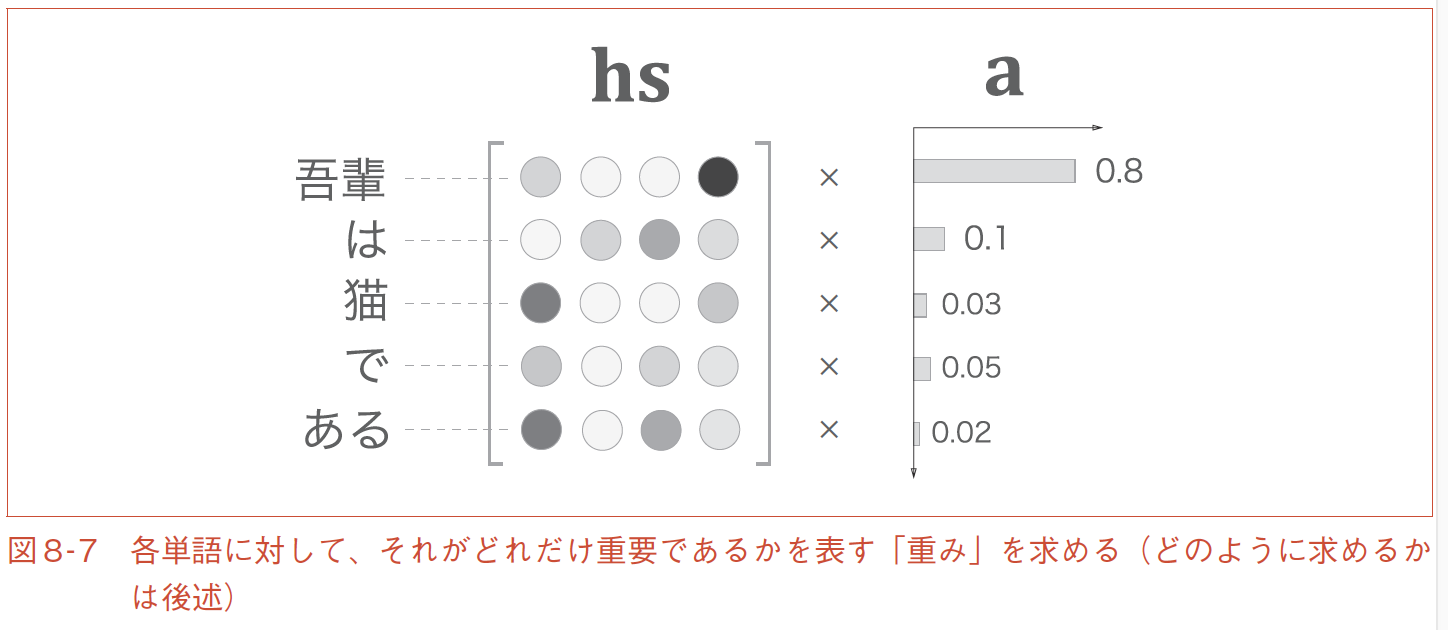 hs
a
吾輩 × 0.8
は × 0.1
猫 × 0.03
で × 0.05
ある × 0.02
図8-7 各単語に対して、それがどれだけ重要であるかを表す「重み」を求める（どのように求めるか
は後述）